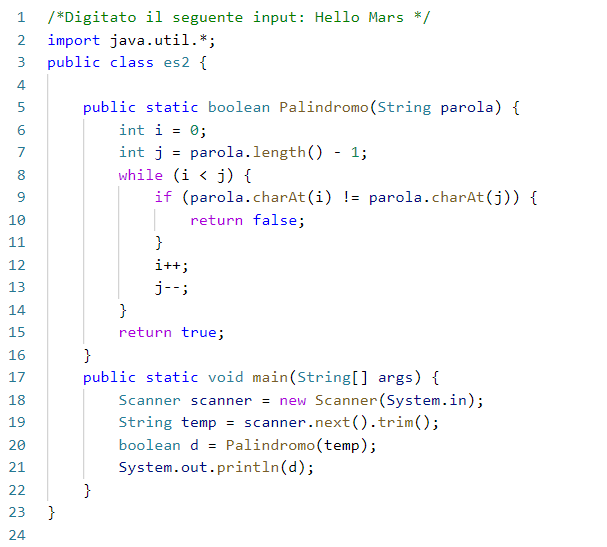 1 /*Digitato il seguente input: Hello Mars */
2 import java.util.*;
3 public class es2 {
4
5     public static boolean Palindromo(String parola) {
6         int i = 0;
7         int j = parola.length() - 1;
8         while (i < j) {
9             if (parola.charAt(i) != parola.charAt(j)) {
10                 return false;
11             }
12             i++;
13             j--;
14         }
15         return true;
16     }
17     public static void main(String[] args) {
18         Scanner scanner = new Scanner(System.in);
19         String temp = scanner.next().trim();
20         boolean d = Palindromo(temp);
21         System.out.println(d);
22     }
23 }
24